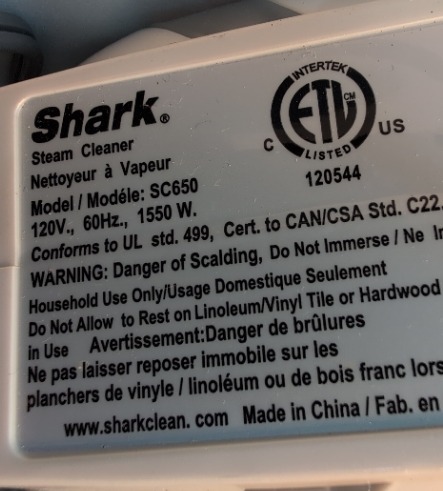 Shark®
Steam Cleaner
Nettoyeur à Vapeur
Model / Modéle: SC650
120V., 60Hz., 1550 W.
INTERTEK
ETL CM
C US
LISTED
120544
Conforms to UL std. 499, Cert. to CAN/CSA Std. C22.
WARNING: Danger of Scalding, Do Not Immerse / Ne
Household Use Only/Usage Domestique Seulement
Do Not Allow to Rest on Linoleum/Vinyl Tile or Hardwood
in Use Avertissement:Danger de brûlures
Ne pas laisser reposer immobile sur les
planchers de vinyle / linoléum ou de bois franc lors
www.sharkclean. com Made in China / Fab. en